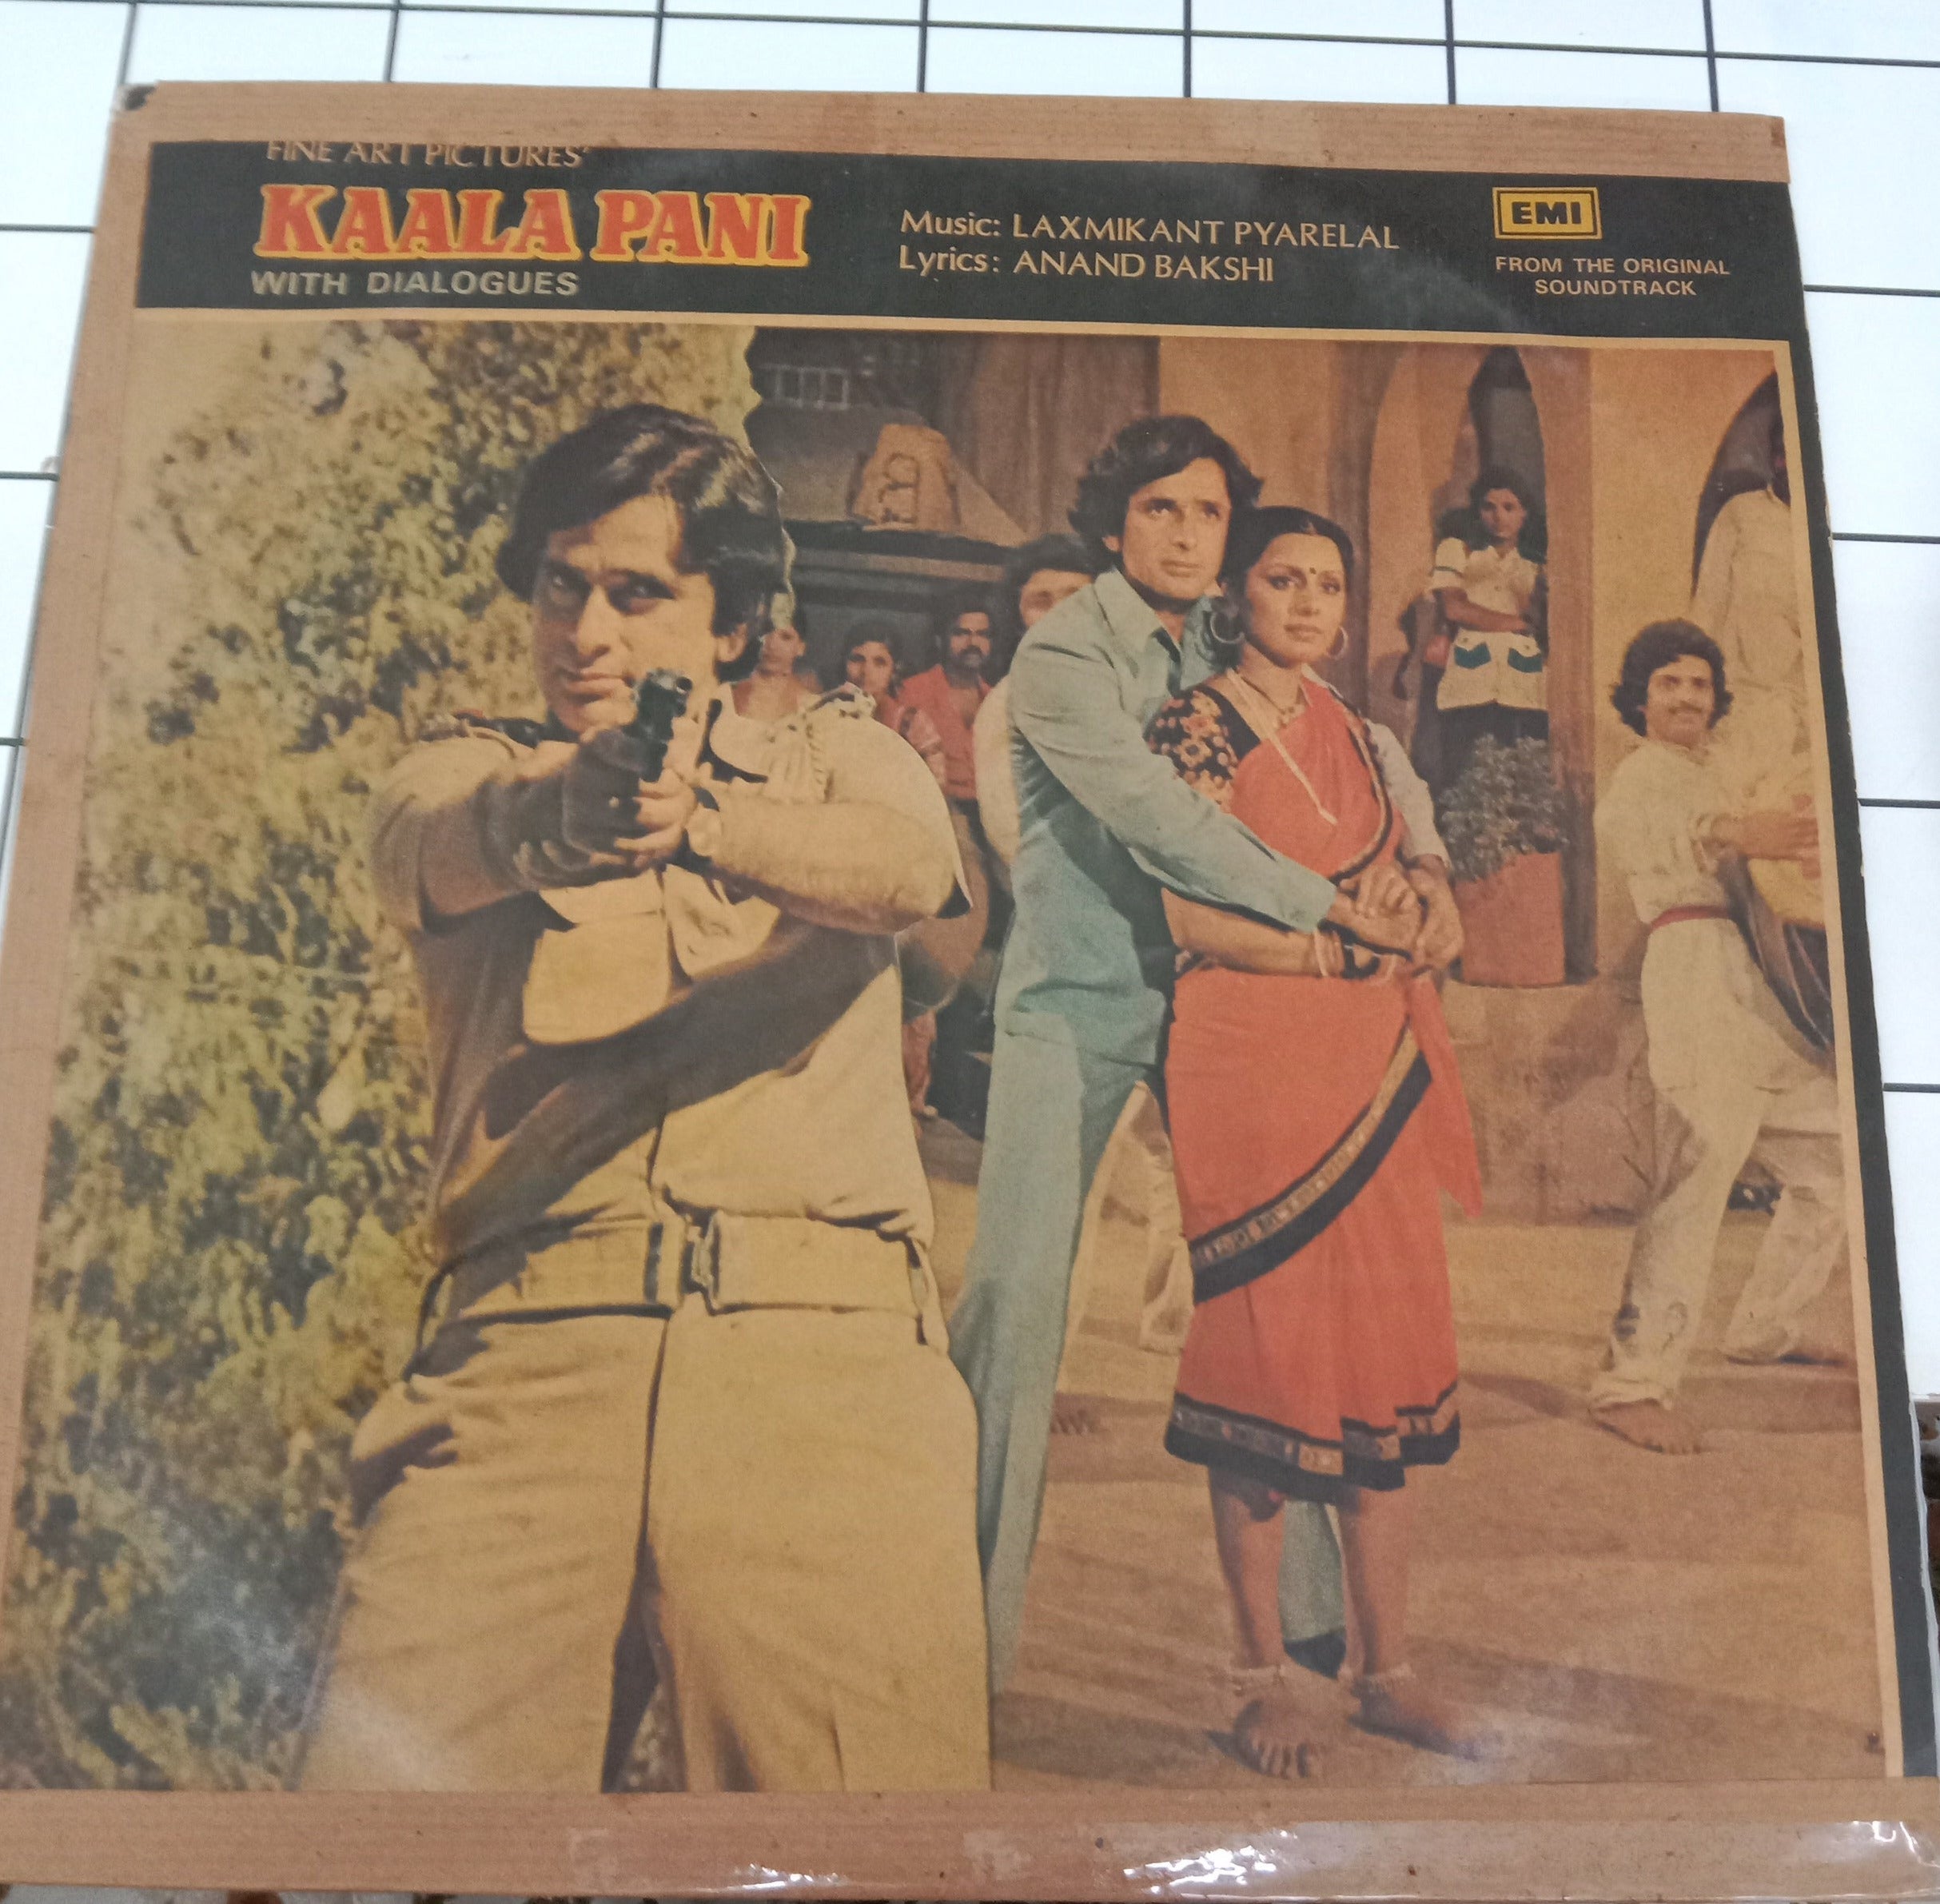 FINE ART PICTURES'
KAALA PANI
WITH DIALOGUES
Music: LAXMIKANT PYARELAL
Lyrics: ANAND BAKSHI
EMI
FROM THE ORIGINAL
SOUNDTRACK